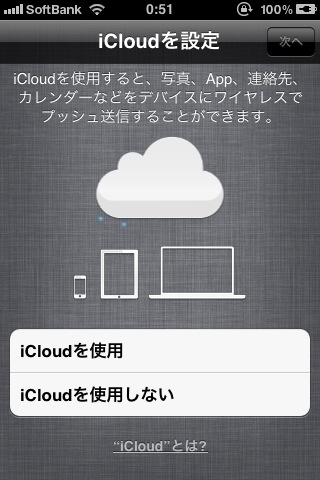 SoftBank 0:51 100%
iCloudを設定 次へ
iCloudを使用すると、写真、App、連絡先、
カレンダーなどをデバイスにワイヤレスで
プッシュ送信することができます。
iCloudを使用
iCloudを使用しない
“iCloud”とは?